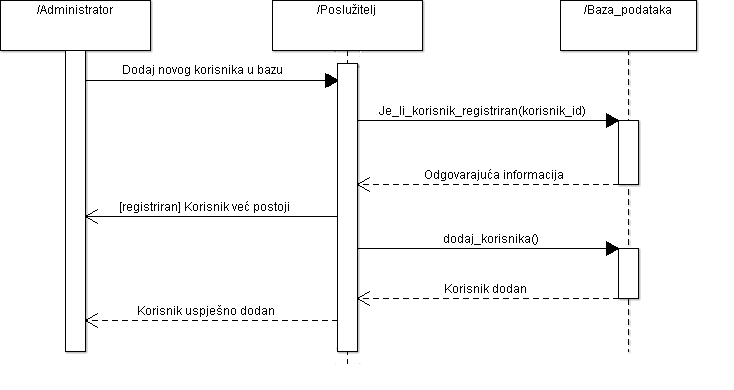 /Administrator
/Poslužitelj
/Baza_podataka
Dodaj novog korisnika u bazu
Je_li_korisnik_registriran(korisnik_id)
Odgovarajuća informacija
[registriran] Korisnik već postoji
dodaj_korisnika()
Korisnik dodan
Korisnik uspješno dodan